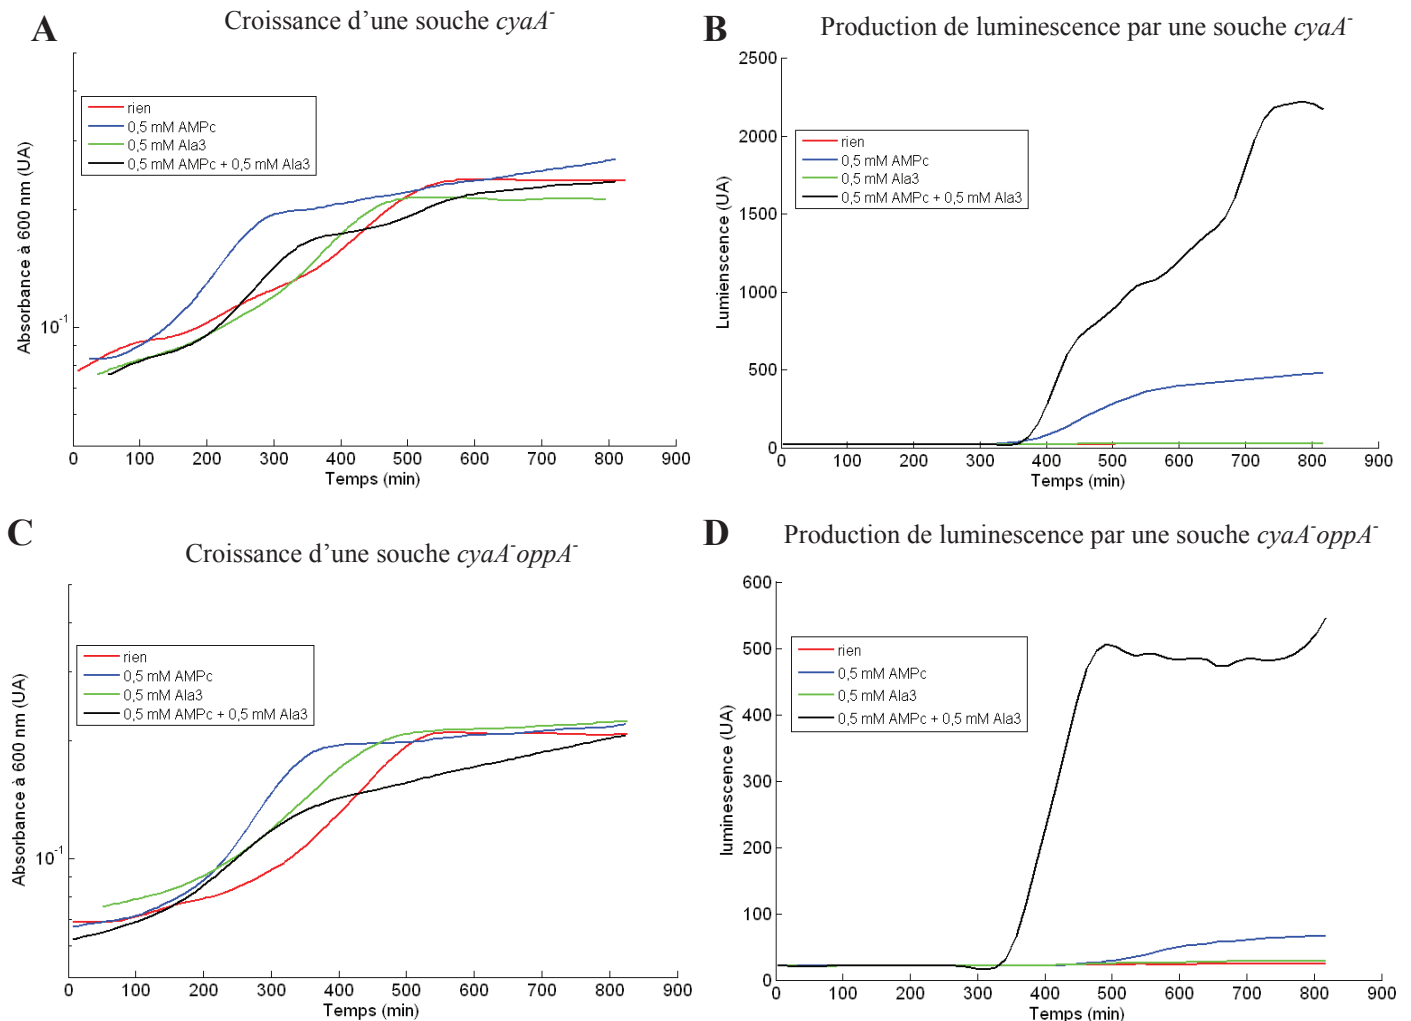 A
Croissance d'une souche cyaA-
Absorbance à 600 nm (UA)
rien
0,5 mM AMPc
0,5 mM Ala3
0,5 mM AMPc + 0,5 mM Ala3
10-1
0 100 200 300 400 500 600 700 800 900
Temps (min)
B
Production de luminescence par une souche cyaA-
Lumienscence (UA)
2500
2000
1500
1000
500
0
rien
0,5 mM AMPc
0,5 mM Ala3
0,5 mM AMPc + 0,5 mM Ala3
0 100 200 300 400 500 600 700 800 900
Temps (min)
C
Croissance d'une souche cyaA-oppA-
Absorbance à 600 nm (UA)
rien
0,5 mM AMPc
0,5 mM Ala3
0,5 mM AMPc + 0,5 mM Ala3
10-1
0 100 200 300 400 500 600 700 800 900
Temps (min)
D
Production de luminescence par une souche cyaA-oppA-
luminescence (UA)
600
500
400
300
200
100
0
rien
0,5 mM AMPc
0,5 mM Ala3
0,5 mM AMPc + 0,5 mM Ala3
0 100 200 300 400 500 600 700 800 900
Temps (min)